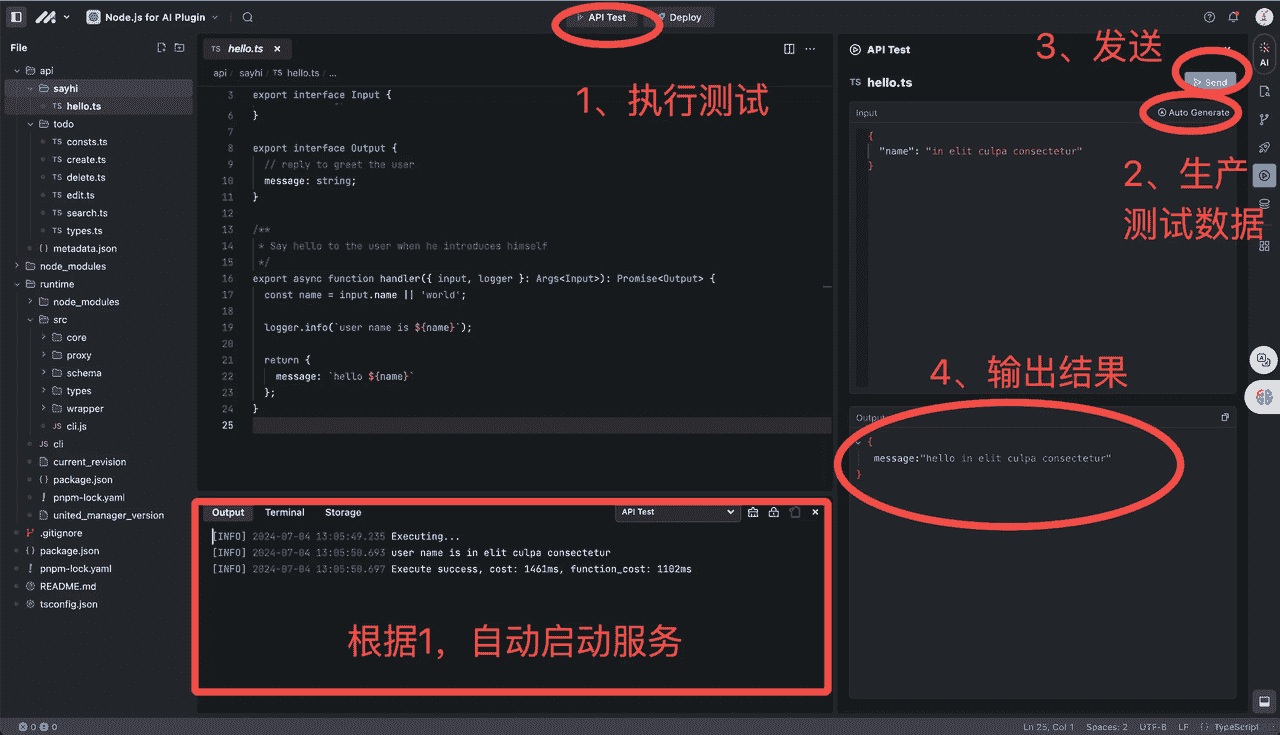 Node.js for AI Plugin
API Test
Deploy
File
api
sayhi
hello.ts
todo
consts.ts
create.ts
delete.ts
edit.ts
search.ts
types.ts
metadata.json
node_modules
runtime
node_modules
src
core
proxy
schema
types
wrapper
cli.js
cli
current_revision
package.json
pnpm-lock.yaml
united_manager_version
.gitignore
package.json
pnpm-lock.yaml
README.md
tsconfig.json
TS hello.ts
api / sayhi / TS hello.ts / ...
3 export interface Input {
6 }
7
8 export interface Output {
9 // reply to greet the user
10 message: string;
11 }
12
13 /**
14 * Say hello to the user when he introduces himself
15 */
16 export async function handler({ input, logger }: Args<Input>): Promise<Output> {
17 const name = input.name || 'world';
18
19 logger.info(`user name is ${name}`);
20
21 return {
22 message: `hello ${name}`
23 };
24 }
25
1、执行测试
Output Terminal Storage API Test
[INFO] 2024-07-04 13:05:49.235 Executing...
[INFO] 2024-07-04 13:05:50.693 user name is in elit culpa consectetur
[INFO] 2024-07-04 13:05:50.697 Execute success, cost: 1461ms, function_cost: 1102ms
根据1，自动启动服务
API Test
3、发送
TS hello.ts
Send
Input
Auto Generate
{
"name": "in elit culpa consectetur"
}
2、生产
测试数据
4、输出结果
Output
{
message:"hello in elit culpa consectetur"
}
AI
0 0
Ln 25, Col 1 Spaces: 2 UTF-8 LF { } TypeScript